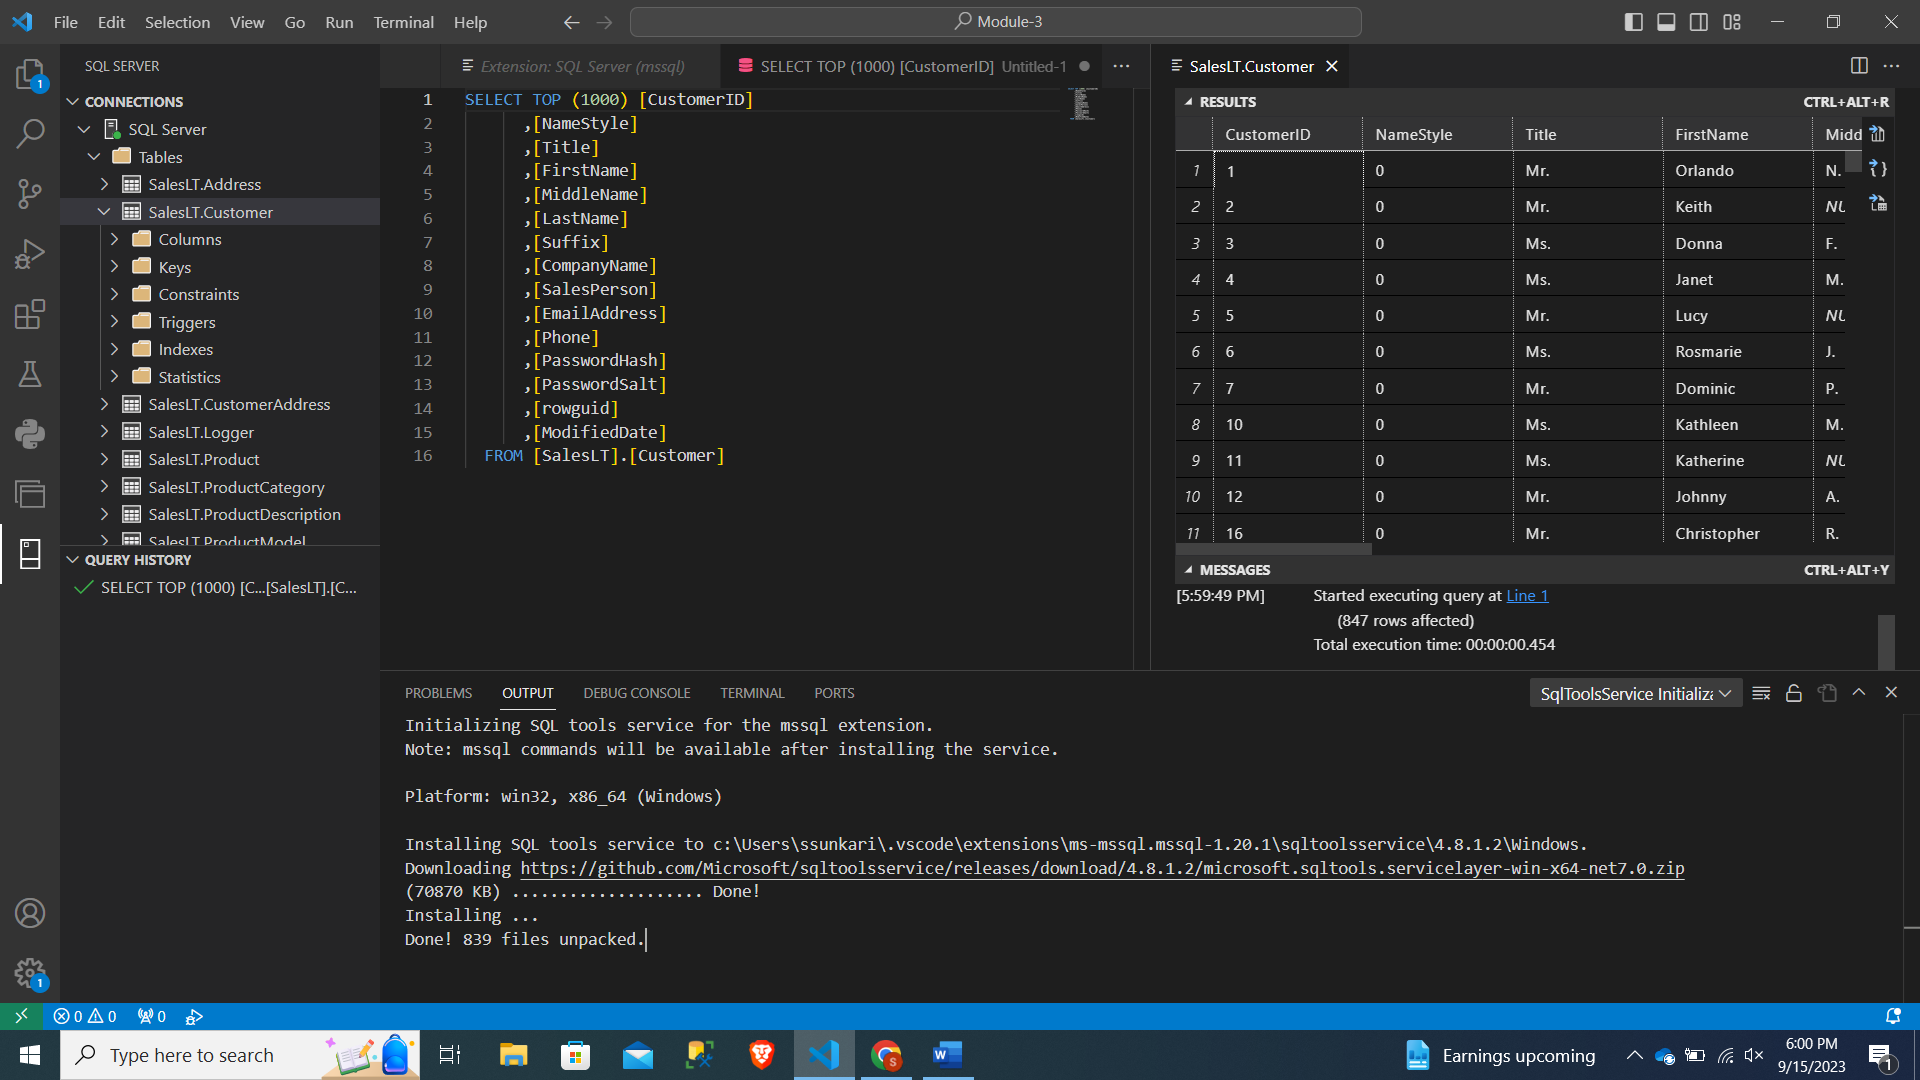 File Edit Selection View Go Run Terminal Help
Module-3
SQL SERVER
CONNECTIONS
SQL Server
Tables
SalesLT.Address
SalesLT.Customer
Columns
Keys
Constraints
Triggers
Indexes
Statistics
SalesLT.CustomerAddress
SalesLT.Logger
SalesLT.Product
SalesLT.ProductCategory
SalesLT.ProductDescription
SalesLT.ProductModel
QUERY HISTORY
SELECT TOP (1000) [C...[SalesLT].[C...
Extension: SQL Server (mssql)
SELECT TOP (1000) [CustomerID] Untitled-1
1 SELECT TOP (1000) [CustomerID]
2 ,[NameStyle]
3 ,[Title]
4 ,[FirstName]
5 ,[MiddleName]
6 ,[LastName]
7 ,[Suffix]
8 ,[CompanyName]
9 ,[SalesPerson]
10 ,[EmailAddress]
11 ,[Phone]
12 ,[PasswordHash]
13 ,[PasswordSalt]
14 ,[rowguid]
15 ,[ModifiedDate]
16 FROM [SalesLT].[Customer]
SalesLT.Customer
RESULTS CTRL+ALT+R
CustomerID NameStyle Title FirstName Midd
1 1 0 Mr. Orlando N.
2 2 0 Mr. Keith NU
3 3 0 Ms. Donna F.
4 4 0 Ms. Janet M.
5 5 0 Mr. Lucy NU
6 6 0 Ms. Rosmarie J.
7 7 0 Mr. Dominic P.
8 10 0 Ms. Kathleen M.
9 11 0 Ms. Katherine NU
10 12 0 Mr. Johnny A.
11 16 0 Mr. Christopher R.
MESSAGES CTRL+ALT+Y
[5:59:49 PM] Started executing query at Line 1
(847 rows affected)
Total execution time: 00:00:00.454
PROBLEMS OUTPUT DEBUG CONSOLE TERMINAL PORTS
SqlToolsService Initializa
Initializing SQL tools service for the mssql extension.
Note: mssql commands will be available after installing the service.
Platform: win32, x86_64 (Windows)
Installing SQL tools service to c:\Users\ssunkari\.vscode\extensions\ms-mssql.mssql-1.20.1\sqltoolsservice\4.8.1.2\Windows.
Downloading https://github.com/Microsoft/sqltoolsservice/releases/download/4.8.1.2/microsoft.sqltools.servicelayer-win-x64-net7.0.zip
(70870 KB) .................... Done!
Installing ...
Done! 839 files unpacked.
1
1
0 0 0
Type here to search
S
W
Earnings upcoming
6:00 PM
9/15/2023
1